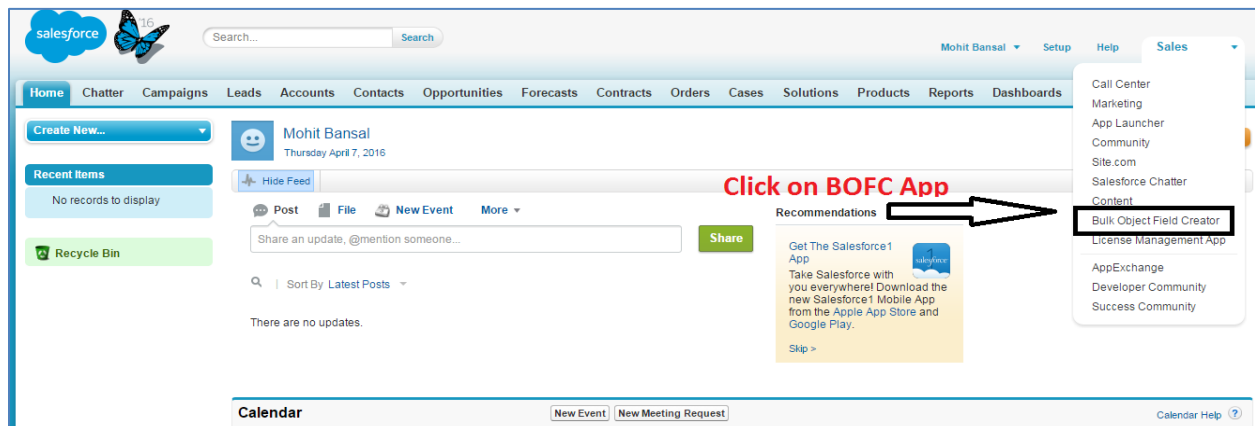 salesforce
'16
Search...
Search
Mohit Bansal
Setup
Help
Sales
Home
Chatter
Campaigns
Leads
Accounts
Contacts
Opportunities
Forecasts
Contracts
Orders
Cases
Solutions
Products
Reports
Dashboards
Call Center
Marketing
App Launcher
Community
Site.com
Salesforce Chatter
Content
Bulk Object Field Creator
License Management App
AppExchange
Developer Community
Success Community
Create New...
Recent Items
No records to display
Recycle Bin
Mohit Bansal
Thursday April 7, 2016
Hide Feed
Click on BOFC App
Post
File
New Event
More
Share an update, @mention someone...
Share
Sort By Latest Posts
There are no updates.
Recommendations
Get The Salesforce1
App
salesforce
1
Take Salesforce with
you everywhere! Download the
new Salesforce1 Mobile App
from the Apple App Store and
Google Play.
Skip >
Calendar
New Event
New Meeting Request
Calendar Help ?